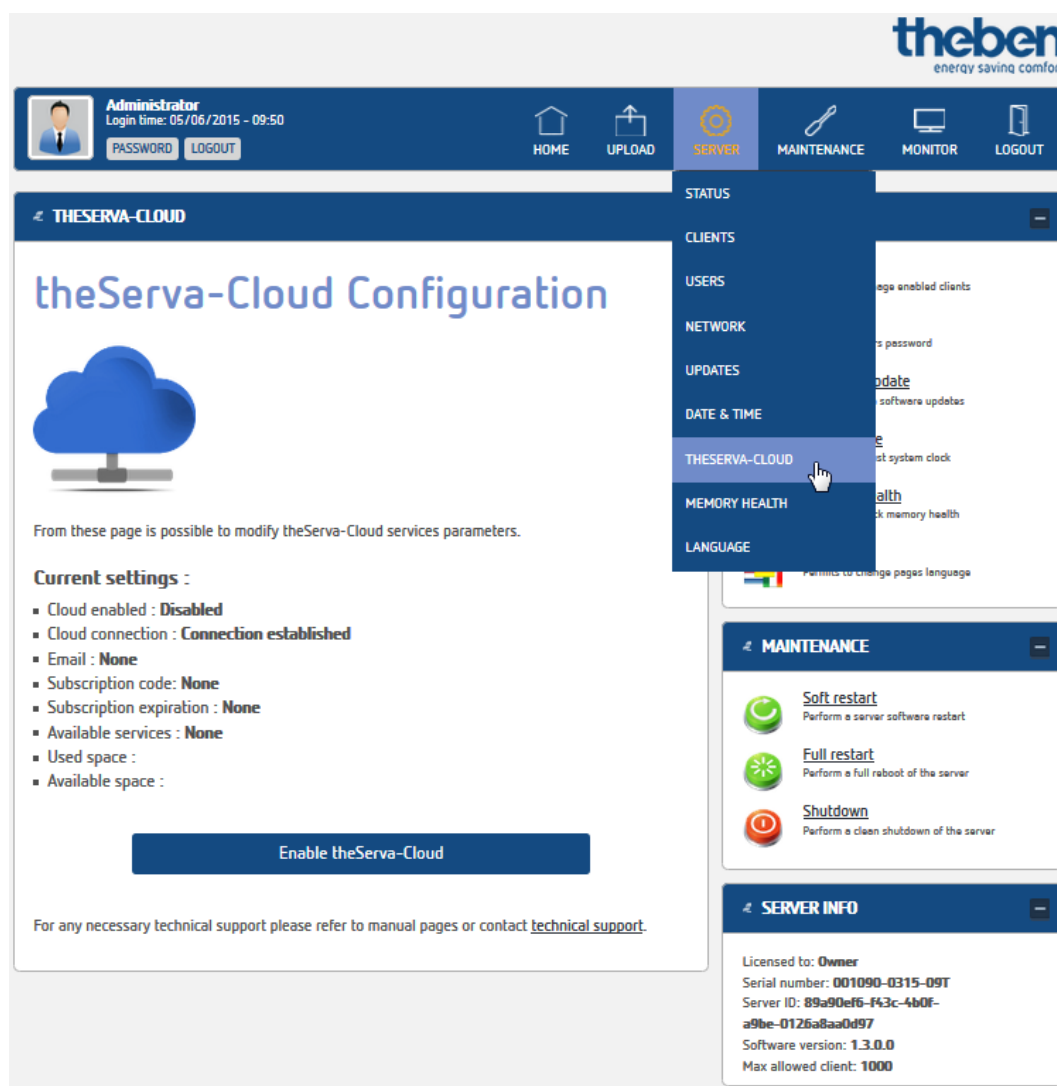 theben
energy saving comfor
Administrator
Login time: 05/06/2015 - 09:50
PASSWORD LOGOUT
HOME UPLOAD SERVER MAINTENANCE MONITOR LOGOUT
STATUS
CLIENTS
USERS
NETWORK
UPDATES
DATE & TIME
THESERVA-CLOUD
MEMORY HEALTH
LANGUAGE
THESERVA-CLOUD
theServa-Cloud Configuration
From these page is possible to modify theServa-Cloud services parameters.
Current settings :
Cloud enabled : Disabled
Cloud connection : Connection established
Email : None
Subscription code: None
Subscription expiration : None
Available services : None
Used space :
Available space :
Enable theServa-Cloud
For any necessary technical support please refer to manual pages or contact technical support.
enabled clients
password
software updates
system clock
memory health
Permits to change pages language
MAINTENANCE
Soft restart
Perform a server software restart
Full restart
Perform a full reboot of the server
Shutdown
Perform a clean shutdown of the server
SERVER INFO
Licensed to: Owner
Serial number: 001090-0315-09T
Server ID: 89a90ef6-f43c-4b0f-
a9be-0126a8aa0d97
Software version: 1.3.0.0
Max allowed client: 1000